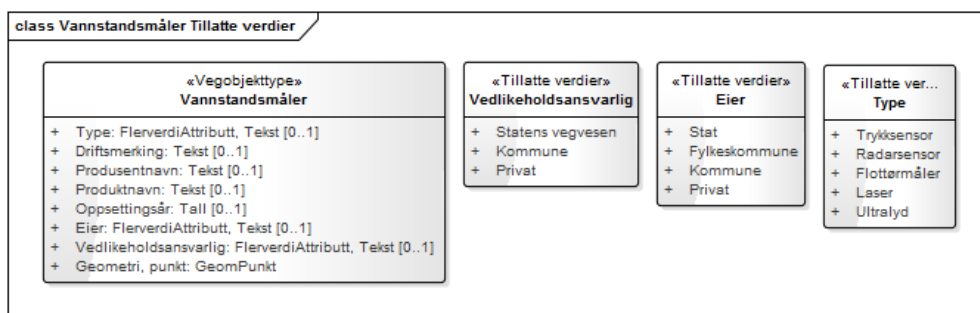 class Vannstandsmåler Tillatte verdier
«Vegobjekttype»
Vannstandsmåler
+ Type: FlerverdiAttributt, Tekst [0..1]
+ Driftsmerking: Tekst [0..1]
+ Produsentnavn: Tekst [0..1]
+ Produktnavn: Tekst [0..1]
+ Oppsettingsår: Tall [0..1]
+ Eier: FlerverdiAttributt, Tekst [0..1]
+ Vedlikeholdsansvarlig: FlerverdiAttributt, Tekst [0..1]
+ Geometri, punkt: GeomPunkt
«Tillatte verdier»
Vedlikeholdsansvarlig
+ Statens vegvesen
+ Kommune
+ Privat
«Tillatte verdier»
Eier
+ Stat
+ Fylkeskommune
+ Kommune
+ Privat
«Tillatte ver...
Type
+ Trykksensor
+ Radarsensor
+ Flottørmåler
+ Laser
+ Ultralyd